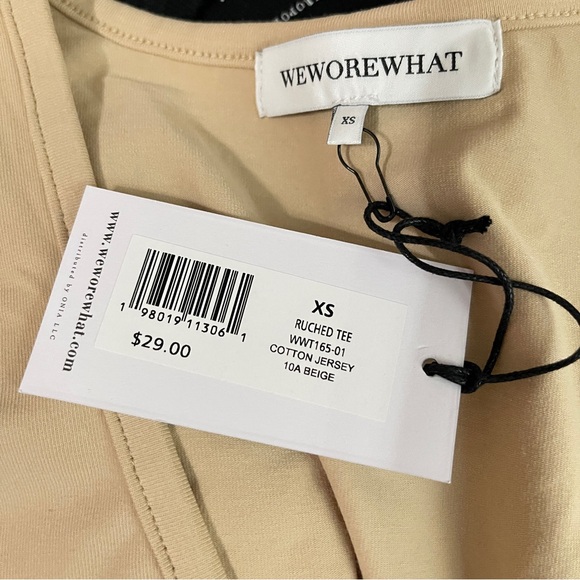 WEWOREWHAT
XS
www.weworewhat.com
distributed by ONIA LLC
1 98019 11306 1
$29.00
XS
RUCHED TEE
WWT165-01
COTTON JERSEY
10A BEIGE